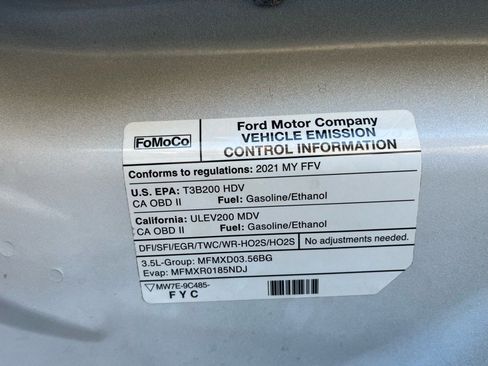 FoMoCo
Ford Motor Company
VEHICLE EMISSION
CONTROL INFORMATION
Conforms to regulations: 2021 MY FFV
U.S. EPA: T3B200 HDV
CA OBD II Fuel: Gasoline/Ethanol
California: ULEV200 MDV
CA OBD II Fuel: Gasoline/Ethanol
DFI/SFI/EGR/TWC/WR-HO2S/HO2S No adjustments needed.
3.5L-Group: MFMXD03.56BG
Evap: MFMXR0185NDJ
MW7E-9C485-
FYC